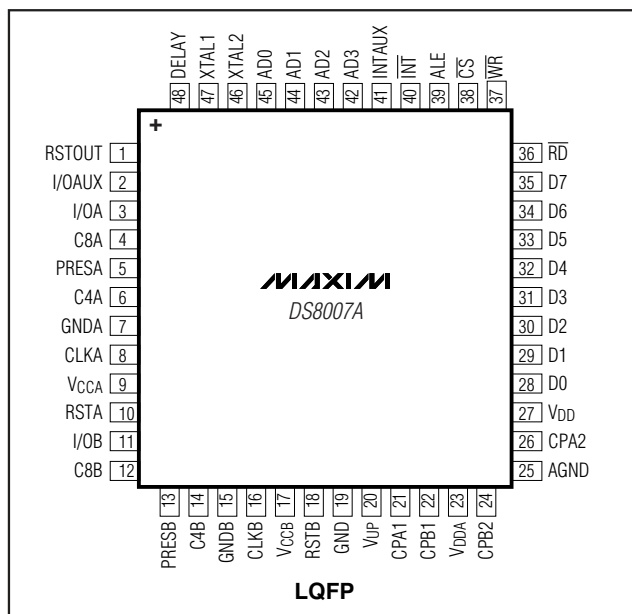 DELAY
XTAL1
XTAL2
AD0
AD1
AD2
AD3
INTAUX
INT
ALE
CS
WR
48
47
46
45
44
43
42
41
40
39
38
37
+
RSTOUT 1
I/OAUX 2
I/OA 3
C8A 4
PRESA 5
C4A 6
GNDA 7
CLKA 8
VCCA 9
RSTA 10
I/OB 11
C8B 12
MAXIM
DS8007A
36 RD
35 D7
34 D6
33 D5
32 D4
31 D3
30 D2
29 D1
28 D0
27 VDD
26 CPA2
25 AGND
13
14
15
16
17
18
19
20
21
22
23
24
PRESB
C4B
GNDB
CLKB
VCCB
RSTB
GND
VUP
CPA1
CPB1
VDDA
CPB2
LQFP